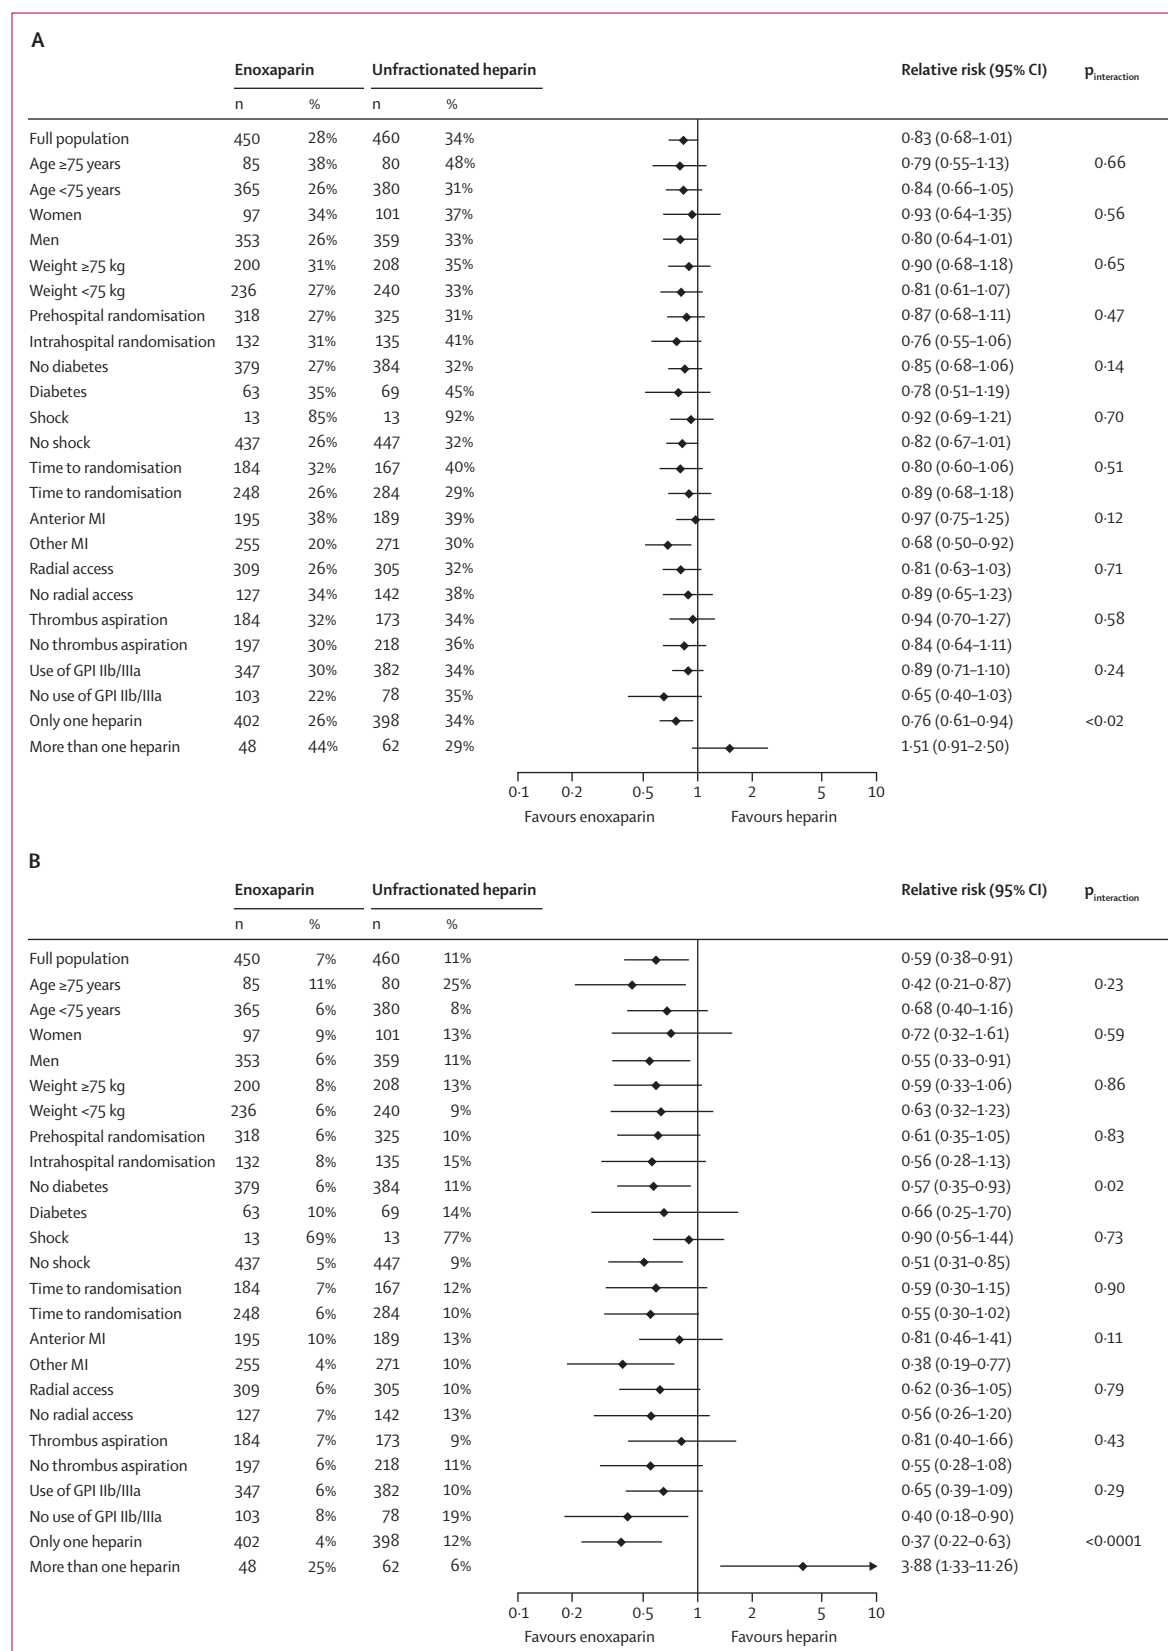 A
Enoxaparin Unfractionated heparin Relative risk (95% CI) pinteraction
n % n %
Full population 450 28% 460 34% 0·83 (0·68–1·01)
Age ≥75 years 85 38% 80 48% 0·79 (0·55–1·13) 0·66
Age <75 years 365 26% 380 31% 0·84 (0·66–1·05)
Women 97 34% 101 37% 0·93 (0·64–1·35) 0·56
Men 353 26% 359 33% 0·80 (0·64–1·01)
Weight ≥75 kg 200 31% 208 35% 0·90 (0·68–1·18) 0·65
Weight <75 kg 236 27% 240 33% 0·81 (0·61–1·07)
Prehospital randomisation 318 27% 325 31% 0·87 (0·68–1·11) 0·47
Intrahospital randomisation 132 31% 135 41% 0·76 (0·55–1·06)
No diabetes 379 27% 384 32% 0·85 (0·68–1·06) 0·14
Diabetes 63 35% 69 45% 0·78 (0·51–1·19)
Shock 13 85% 13 92% 0·92 (0·69–1·21) 0·70
No shock 437 26% 447 32% 0·82 (0·67–1·01)
Time to randomisation 184 32% 167 40% 0·80 (0·60–1·06) 0·51
Time to randomisation 248 26% 284 29% 0·89 (0·68–1·18)
Anterior MI 195 38% 189 39% 0·97 (0·75–1·25) 0·12
Other MI 255 20% 271 30% 0·68 (0·50–0·92)
Radial access 309 26% 305 32% 0·81 (0·63–1·03) 0·71
No radial access 127 34% 142 38% 0·89 (0·65–1·23)
Thrombus aspiration 184 32% 173 34% 0·94 (0·70–1·27) 0·58
No thrombus aspiration 197 30% 218 36% 0·84 (0·64–1·11)
Use of GPI IIb/IIIa 347 30% 382 34% 0·89 (0·71–1·10) 0·24
No use of GPI IIb/IIIa 103 22% 78 35% 0·65 (0·40–1·03)
Only one heparin 402 26% 398 34% 0·76 (0·61–0·94) <0·02
More than one heparin 48 44% 62 29% 1·51 (0·91–2·50)
0·1 0·2 0·5 1 2 5 10
Favours enoxaparin Favours heparin
B
Enoxaparin Unfractionated heparin Relative risk (95% CI) pinteraction
n % n %
Full population 450 7% 460 11% 0·59 (0·38–0·91)
Age ≥75 years 85 11% 80 25% 0·42 (0·21–0·87) 0·23
Age <75 years 365 6% 380 8% 0·68 (0·40–1·16)
Women 97 9% 101 13% 0·72 (0·32–1·61) 0·59
Men 353 6% 359 11% 0·55 (0·33–0·91)
Weight ≥75 kg 200 8% 208 13% 0·59 (0·33–1·06) 0·86
Weight <75 kg 236 6% 240 9% 0·63 (0·32–1·23)
Prehospital randomisation 318 6% 325 10% 0·61 (0·35–1·05) 0·83
Intrahospital randomisation 132 8% 135 15% 0·56 (0·28–1·13)
No diabetes 379 6% 384 11% 0·57 (0·35–0·93) 0·02
Diabetes 63 10% 69 14% 0·66 (0·25–1·70)
Shock 13 69% 13 77% 0·90 (0·56–1·44) 0·73
No shock 437 5% 447 9% 0·51 (0·31–0·85)
Time to randomisation 184 7% 167 12% 0·59 (0·30–1·15) 0·90
Time to randomisation 248 6% 284 10% 0·55 (0·30–1·02)
Anterior MI 195 10% 189 13% 0·81 (0·46–1·41) 0·11
Other MI 255 4% 271 10% 0·38 (0·19–0·77)
Radial access 309 6% 305 10% 0·62 (0·36–1·05) 0·79
No radial access 127 7% 142 13% 0·56 (0·26–1·20)
Thrombus aspiration 184 7% 173 9% 0·81 (0·40–1·66) 0·43
No thrombus aspiration 197 6% 218 11% 0·55 (0·28–1·08)
Use of GPI IIb/IIIa 347 6% 382 10% 0·65 (0·39–1·09) 0·29
No use of GPI IIb/IIIa 103 8% 78 19% 0·40 (0·18–0·90)
Only one heparin 402 4% 398 12% 0·37 (0·22–0·63) <0·0001
More than one heparin 48 25% 62 6% 3·88 (1·33–11·26)
0·1 0·2 0·5 1 2 5 10
Favours enoxaparin Favours heparin